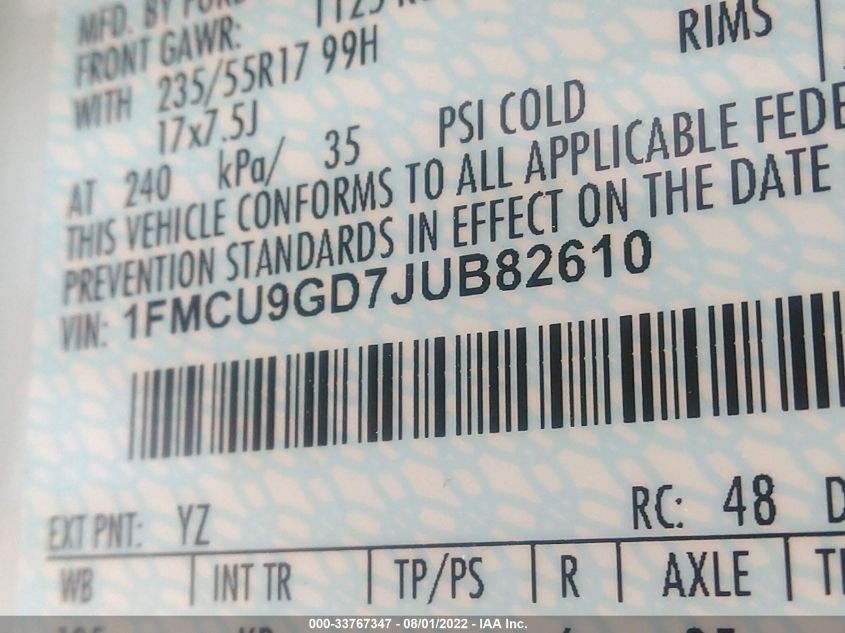 MFD. BY FORD
FRONT GAWR: 1125
WITH 235/55R17 99H RIMS
17x7.5J
AT 240 kPa/ 35 PSI COLD
THIS VEHICLE CONFORMS TO ALL APPLICABLE FEDE
PREVENTION STANDARDS IN EFFECT ON THE DATE
VIN: 1FMCU9GD7JUB82610
EXT PNT: YZ RC: 48 D
WB INT TR TP/PS R AXLE
000-33767347 - 08/01/2022 - IAA Inc.